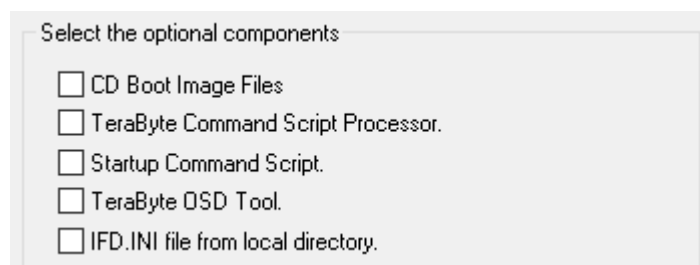 Select the optional components
CD Boot Image Files
TeraByte Command Script Processor.
Startup Command Script.
TeraByte OSD Tool.
IFD.INI file from local directory.